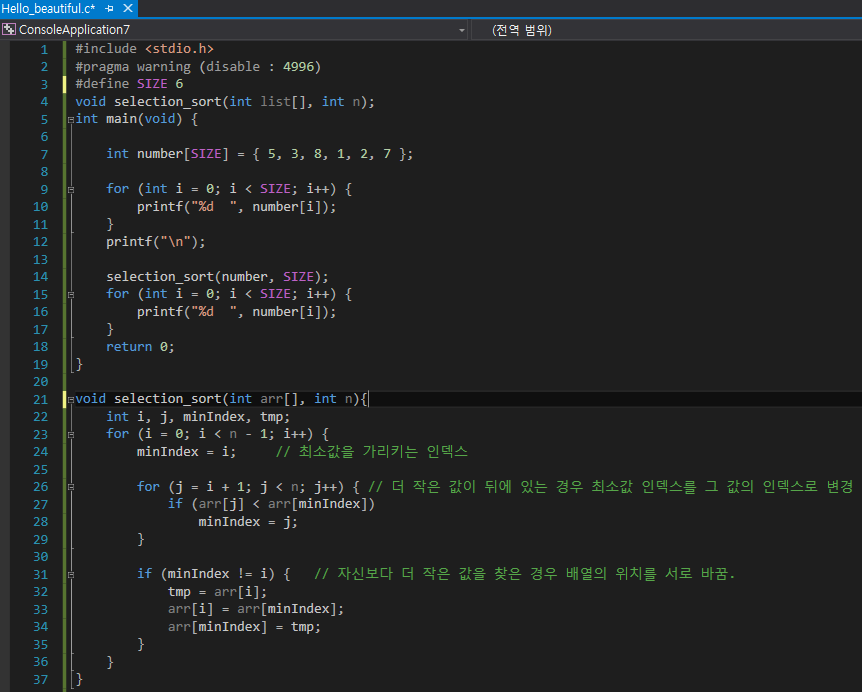 Hello_beautiful.c*
ConsoleApplication7 (전역 범위)
1 #include <stdio.h>
2 #pragma warning (disable : 4996)
3 #define SIZE 6
4 void selection_sort(int list[], int n);
5 int main(void) {
6
7 int number[SIZE] = { 5, 3, 8, 1, 2, 7 };
8
9 for (int i = 0; i < SIZE; i++) {
10 printf("%d  ", number[i]);
11 }
12 printf("\n");
13
14 selection_sort(number, SIZE);
15 for (int i = 0; i < SIZE; i++) {
16 printf("%d  ", number[i]);
17 }
18 return 0;
19 }
20
21 void selection_sort(int arr[], int n){
22 int i, j, minIndex, tmp;
23 for (i = 0; i < n - 1; i++) {
24 minIndex = i;     // 최소값을 가리키는 인덱스
25
26 for (j = i + 1; j < n; j++) { // 더 작은 값이 뒤에 있는 경우 최소값 인덱스를 그 값의 인덱스로 변경
27 if (arr[j] < arr[minIndex])
28 minIndex = j;
29 }
30
31 if (minIndex != i) {   // 자신보다 더 작은 값을 찾은 경우 배열의 위치를 서로 바꿈.
32 tmp = arr[i];
33 arr[i] = arr[minIndex];
34 arr[minIndex] = tmp;
35 }
36 }
37 }